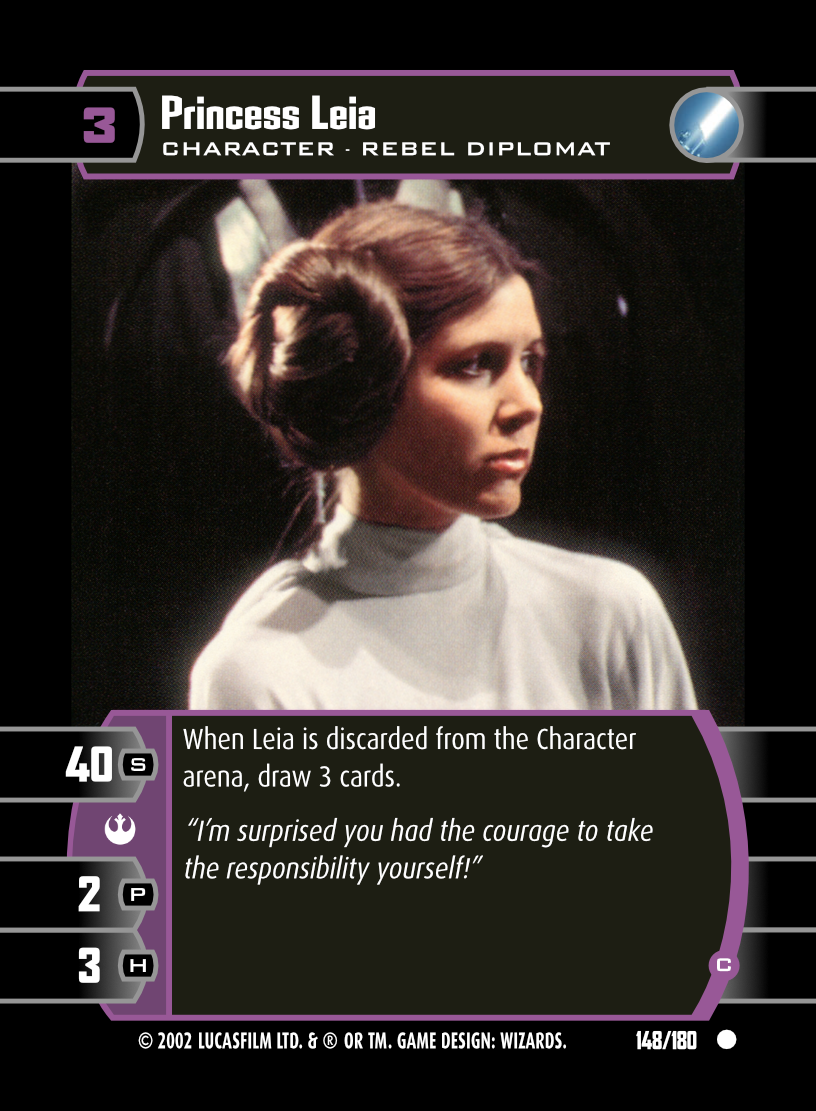 3
Princess Leia
CHARACTER - REBEL DIPLOMAT
40 S
When Leia is discarded from the Character
arena, draw 3 cards.
“I’m surprised you had the courage to take
the responsibility yourself!”
2 P
3 H
C
© 2002 LUCASFILM LTD. & ® OR TM. GAME DESIGN: WIZARDS.
148/180